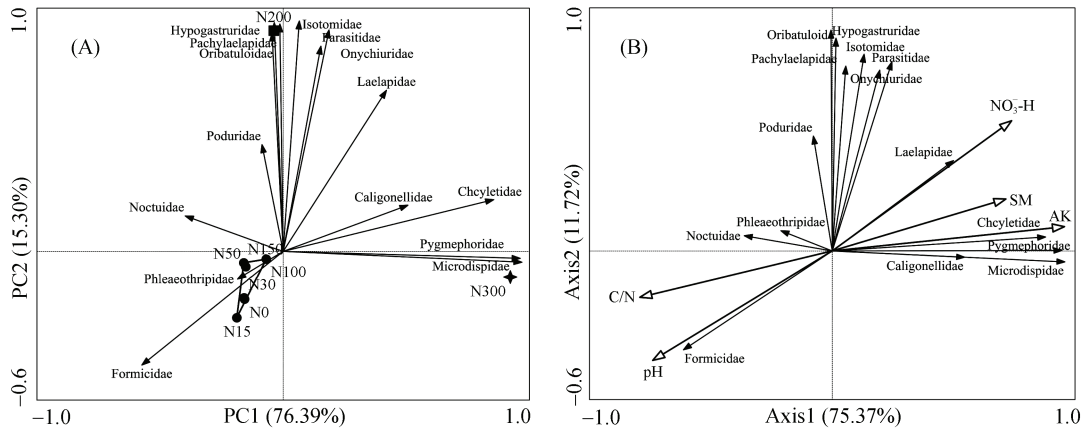 1.0
(A)
N200
Isotomidae
Hypogastruridae
Parasitidae
Pachylaelapidae
Oribatuloidae
Onychiuridae
Laelapidae
Poduridae
Noctuidae
Caligonellidae
Chcyletidae
N50
N150
Pygmephoridae
Phleaeothripidae
N100
Microdispidae
N30
N300
N0
N15
Formicidae
PC2 (15.30%)
−0.6
−1.0
PC1 (76.39%)
1.0
1.0
(B)
Oribatuloid
Hypogastruridae
Isotomidae
Pachylaelapidae
Parasitidae
Onychiuridae
NO₃⁻-H
Poduridae
Laelapidae
SM
Phleaeothripidae
Chcyletidae
AK
Noctuidae
Pygmephoridae
Caligonellidae
Microdispidae
C/N
Formicidae
pH
Axis2 (11.72%)
−0.6
−1.0
Axis1 (75.37%)
1.0